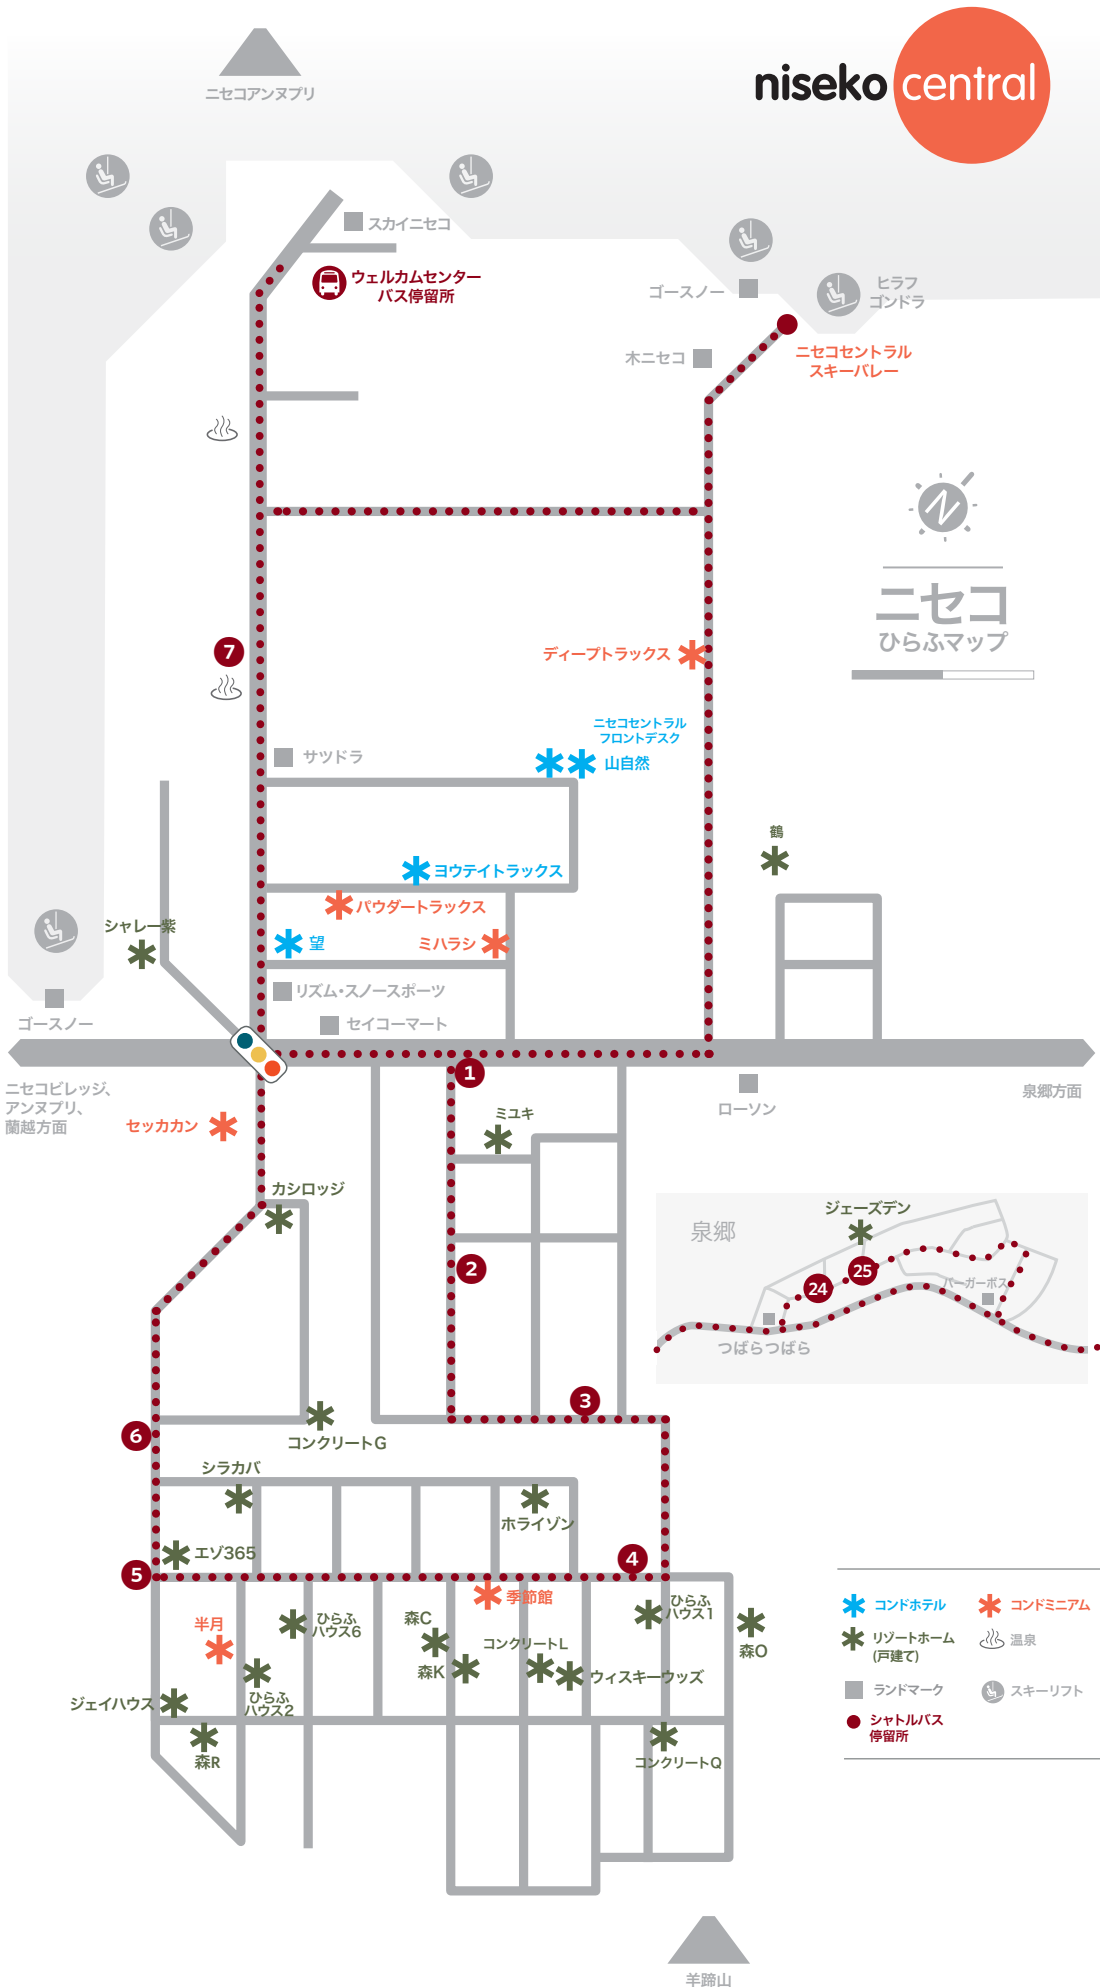 niseko central
ニセコアンヌプリ
スカイニセコ
ウェルカムセンター
バス停留所
ゴースノー
ヒラフ
ゴンドラ
木ニセコ
ニセコセントラル
スキーバレー
N
ニセコ
ひらふマップ
7
ディープトラックス
ニセコセントラル
フロントデスク
山自然
サツドラ
鶴
ヨウテイトラックス
パウダートラックス
シャレー紫
望
ミハラシ
リズム・スノースポーツ
ゴースノー
セイコーマート
1
ニセコビレッジ、
アンヌプリ、
蘭越方面
ローソン
泉郷方面
セッカカン
ミユキ
カシロッジ
2
泉郷
ジェーズデン
24
25
バーガーボス
つばらつばら
3
6
コンクリートG
シラカバ
ホライゾン
エゾ365
5
4
季節館
半月
ひらふ
ハウス6
森C
コンクリートL
ひらふ
ハウス1
森O
森K
ウィスキーウッズ
ジェイハウス
ひらふ
ハウス2
森R
コンクリートQ
コンドホテル
コンドミニアム
リゾートホーム
(戸建て)
温泉
ランドマーク
スキーリフト
シャトルバス
停留所
羊蹄山